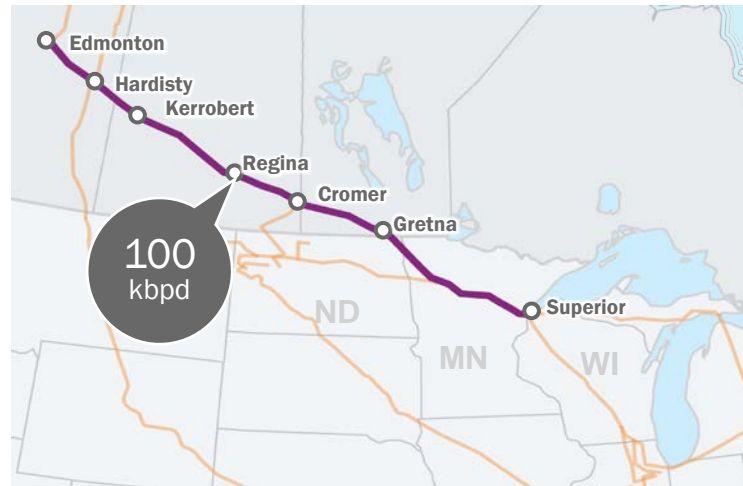 Edmonton
Hardisty
Kerrobert
Regina
Cromer
Gretna
100
kbpd
Superior
ND
MN
WI